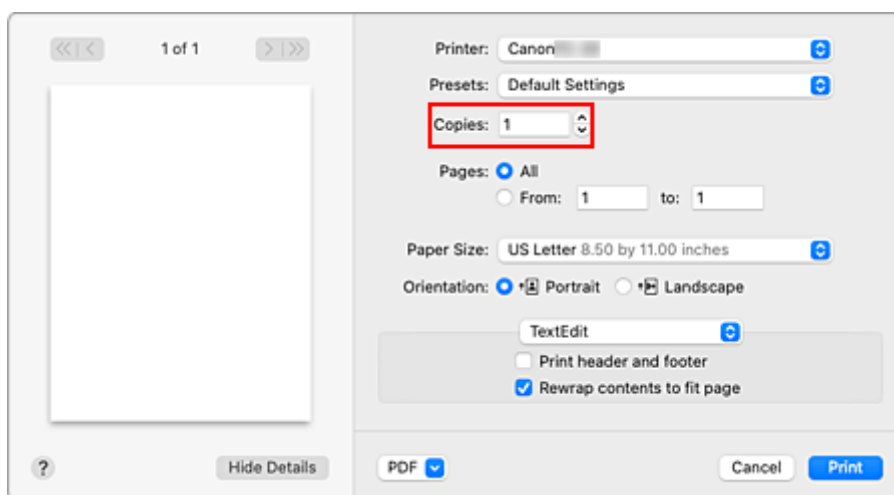 1 of 1
Printer: Canon
Presets: Default Settings
Copies: 1
Pages: All
From: 1 to: 1
Paper Size: US Letter 8.50 by 11.00 inches
Orientation: Portrait Landscape
TextEdit
Print header and footer
Rewrap contents to fit page
? Hide Details PDF Cancel Print